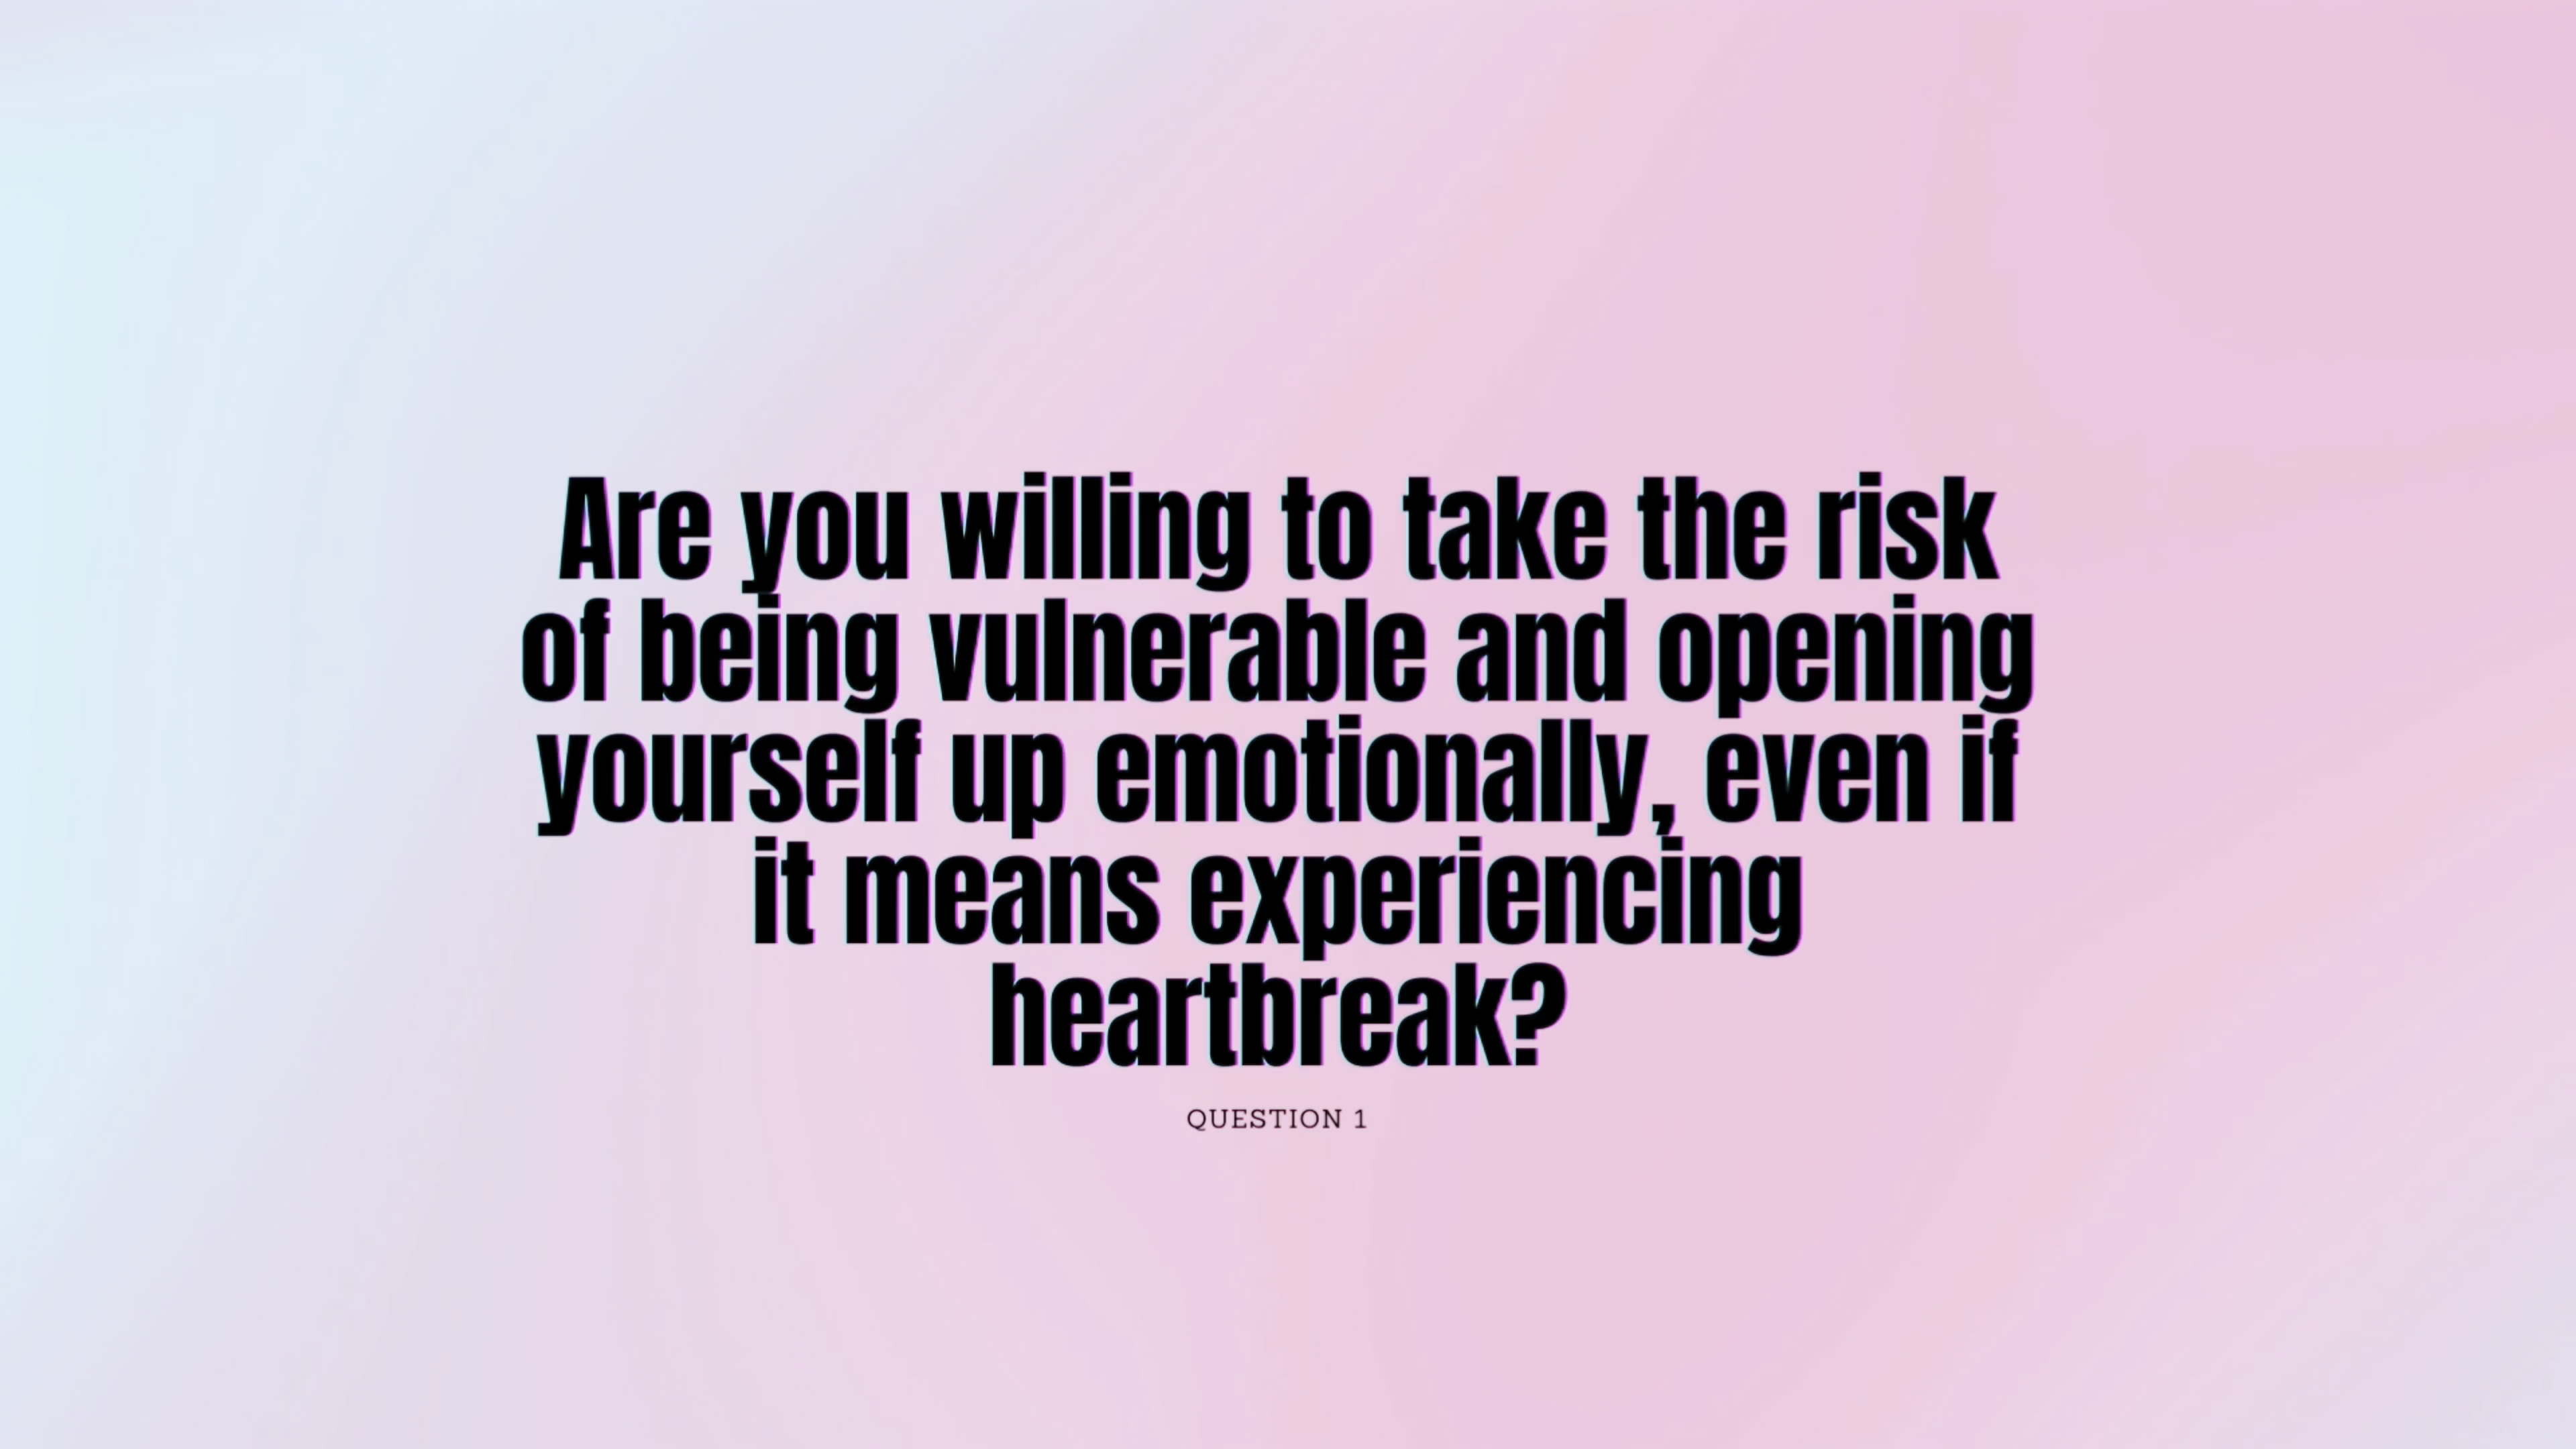 Are you willing to take the risk
of being vulnerable and opening
yourself up emotionally, even if
it means experiencing
heartbreak?
QUESTION 1